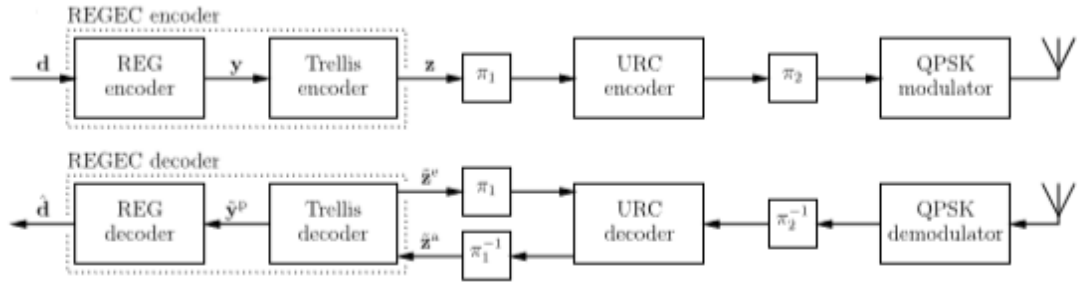 REGEC encoder
d
REG
encoder
y
Trellis
encoder
z
π₁
URC
encoder
π₂
QPSK
modulator
REGEC decoder
d̂
REG
decoder
ỹᵖ
Trellis
decoder
z̃ᵉ
z̃ᵃ
π₁
π₁⁻¹
URC
decoder
π₂⁻¹
QPSK
demodulator